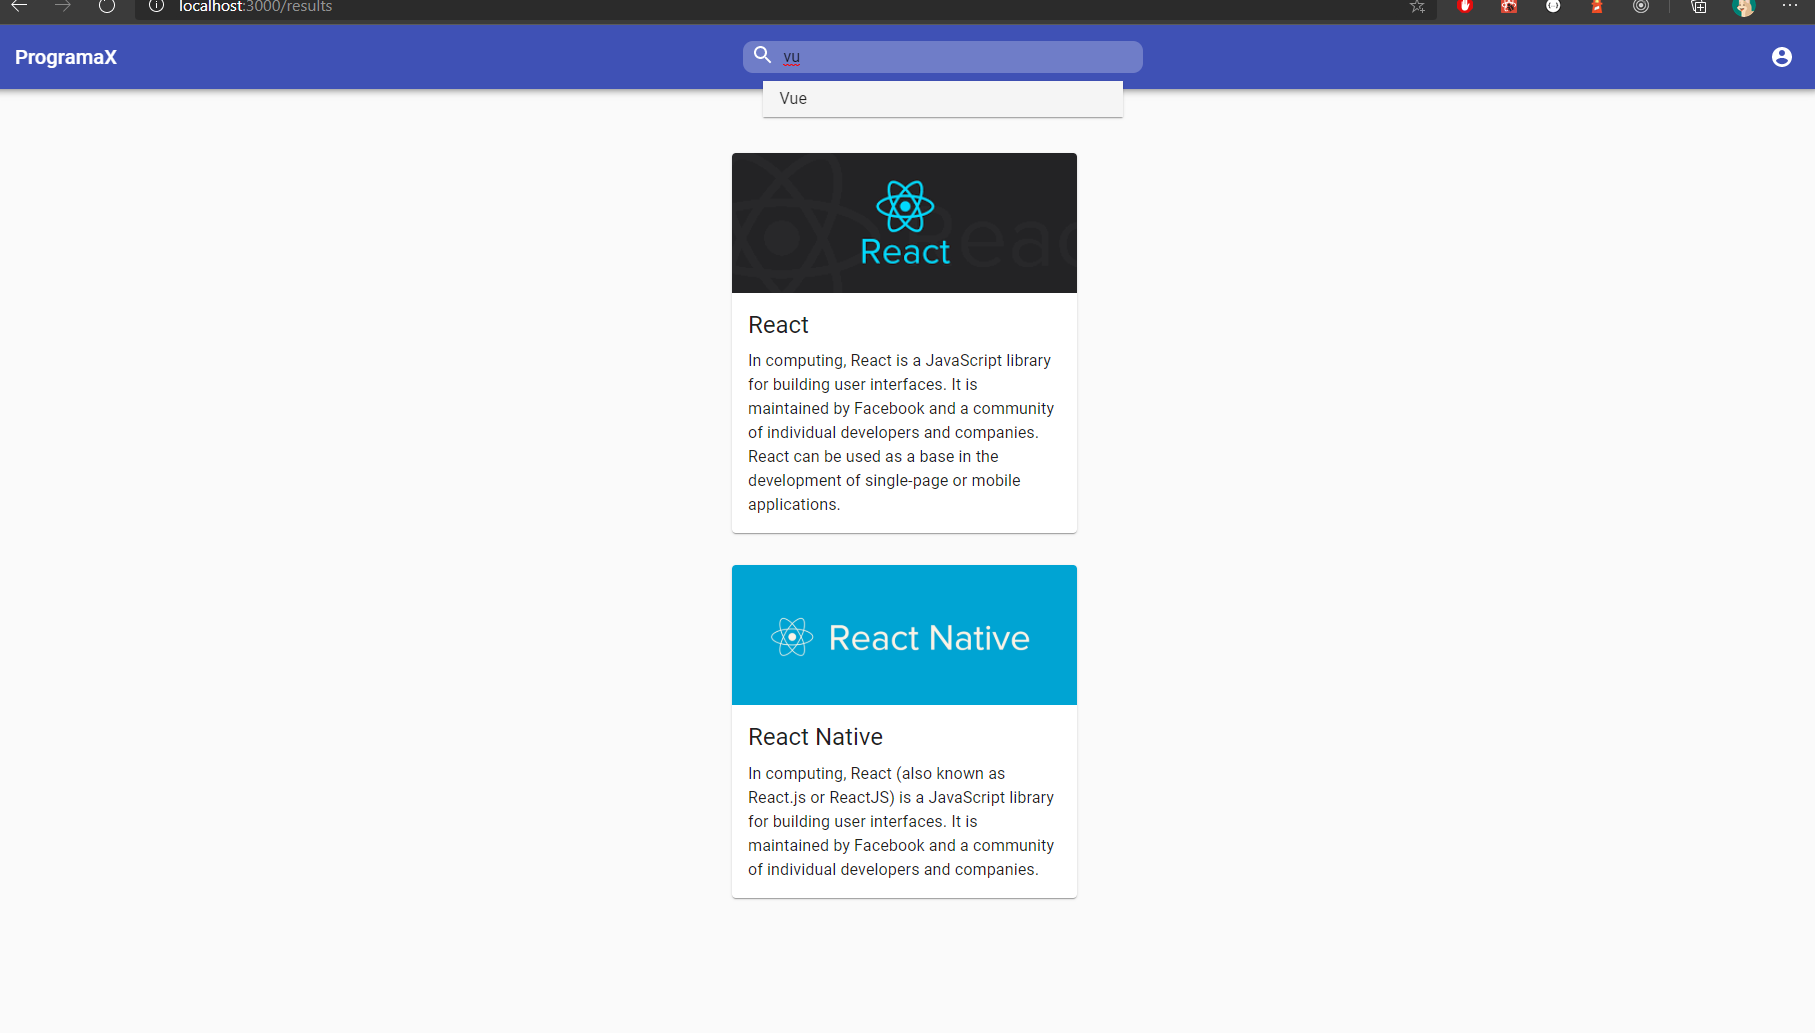 localhost:3000/results
ProgramaX
vu
Vue
React
React
In computing, React is a JavaScript library
for building user interfaces. It is
maintained by Facebook and a community
of individual developers and companies.
React can be used as a base in the
development of single-page or mobile
applications.
React Native
React Native
In computing, React (also known as
React.js or ReactJS) is a JavaScript library
for building user interfaces. It is
maintained by Facebook and a community
of individual developers and companies.